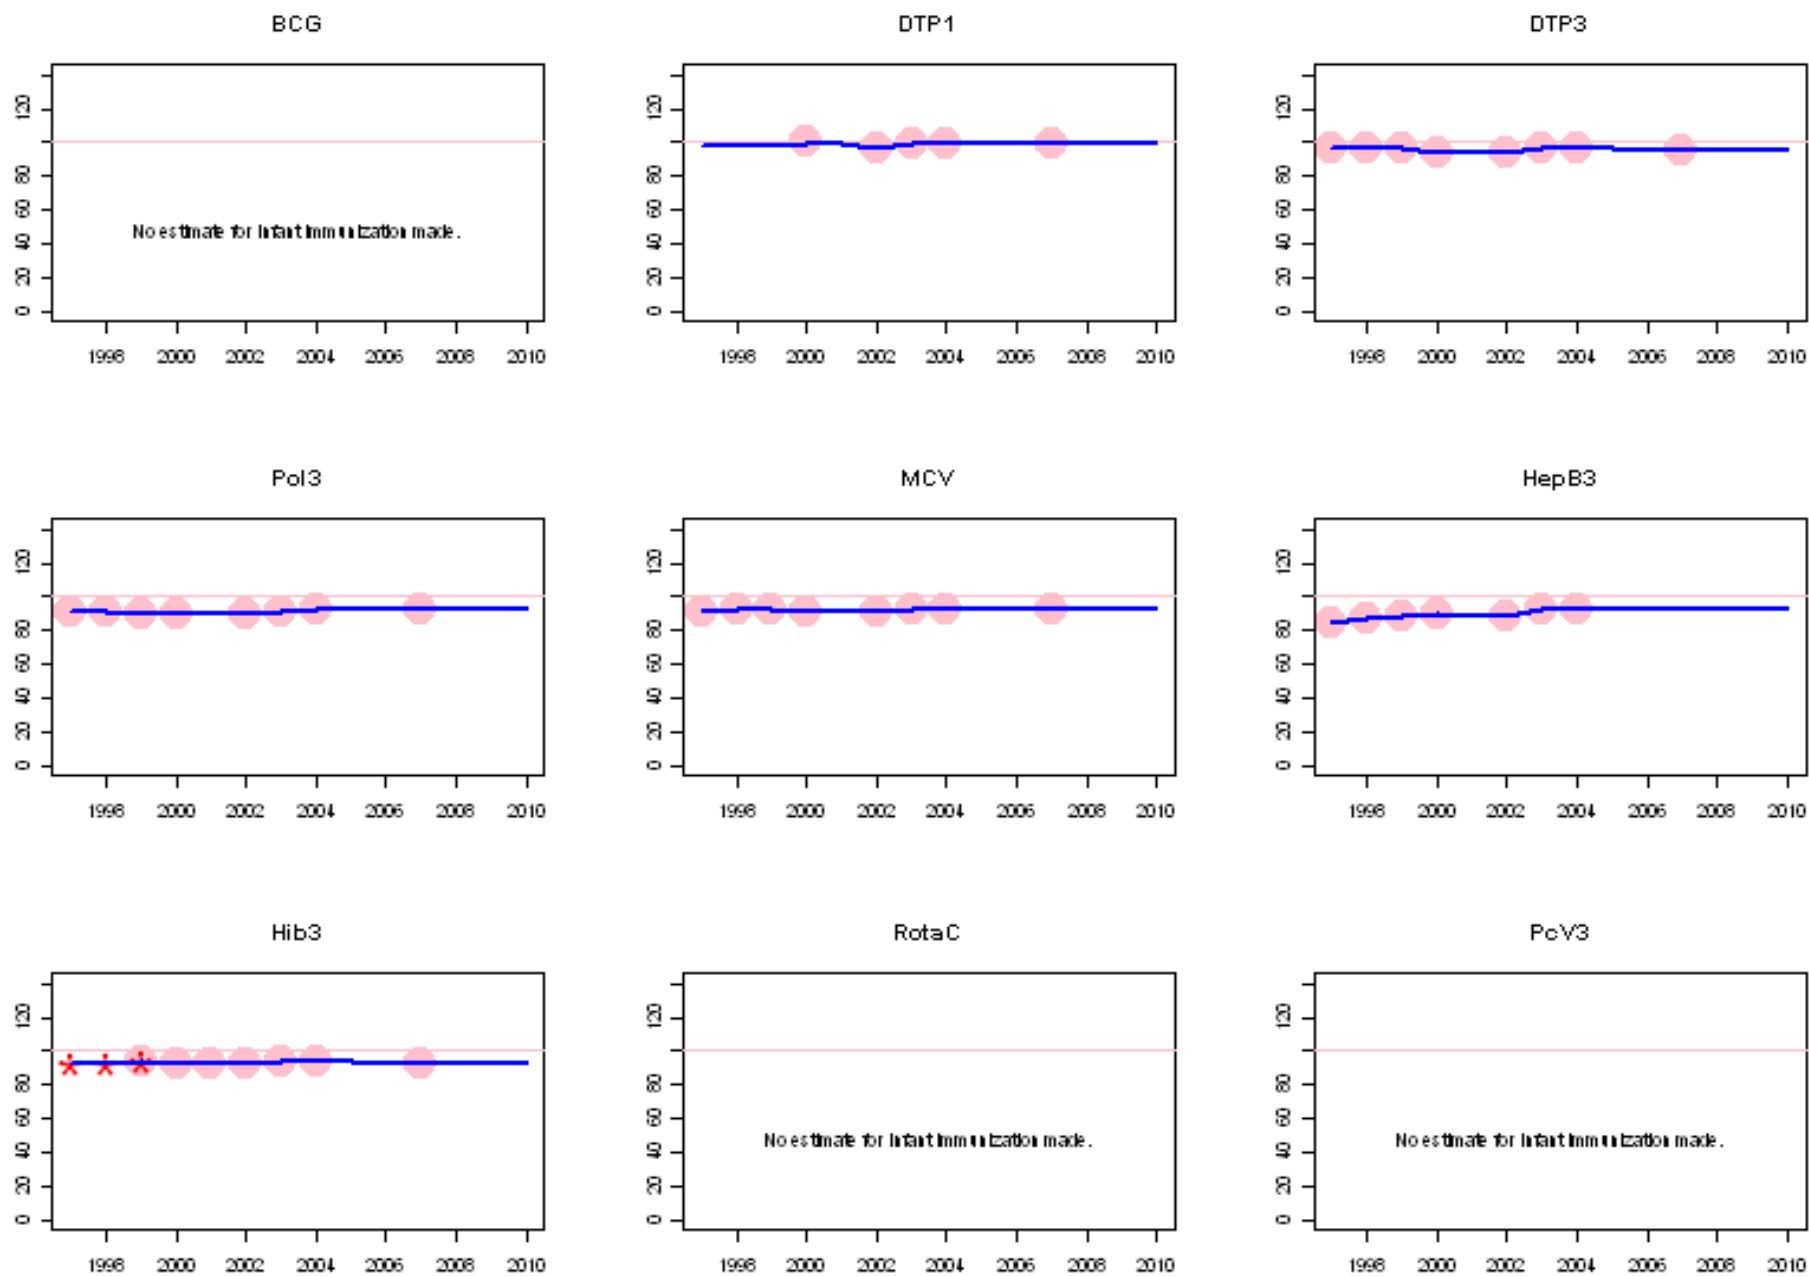 BCG
DTP1
DTP3
0 20 40 60 80 120
0 20 40 60 80 120
0 20 40 60 80 120
No estimate for infant immunization made.
1998 2000 2002 2004 2006 2008 2010
1998 2000 2002 2004 2006 2008 2010
1998 2000 2002 2004 2006 2008 2010
Pol3
MCV
HepB3
0 20 40 60 80 120
0 20 40 60 80 120
0 20 40 60 80 120
1998 2000 2002 2004 2006 2008 2010
1998 2000 2002 2004 2006 2008 2010
1998 2000 2002 2004 2006 2008 2010
Hib3
RotaC
PcV3
0 20 40 60 80 120
0 20 40 60 80 120
0 20 40 60 80 120
No estimate for infant immunization made.
No estimate for infant immunization made.
1998 2000 2002 2004 2006 2008 2010
1998 2000 2002 2004 2006 2008 2010
1998 2000 2002 2004 2006 2008 2010